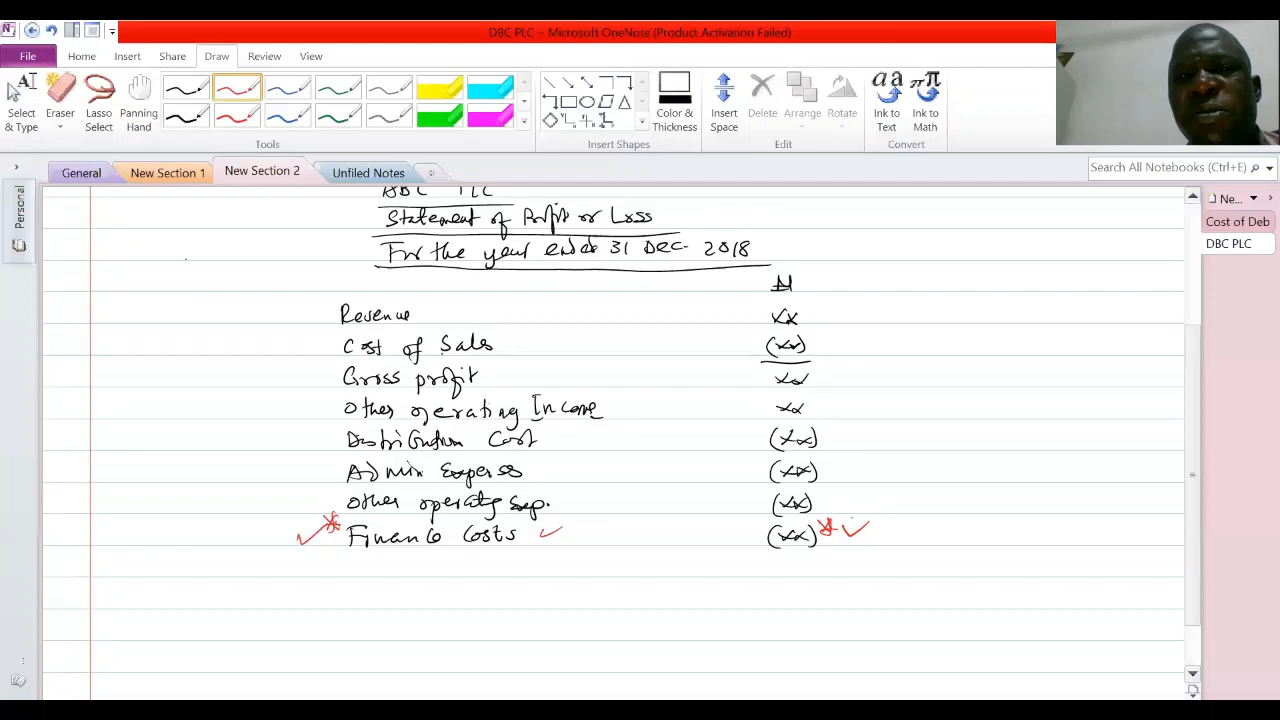 DBC PLC - Microsoft OneNote (Product Activation Failed)
File Home Insert Share Draw Review View
Select & Type
Eraser
Lasso Select
Panning Hand
Color & Thickness
Insert Space
Delete
Arrange
Rotate
Ink to Text
Ink to Math
Tools
Insert Shapes
Edit
Convert
General New Section 1 New Section 2 Unfiled Notes
Search All Notebooks (Ctrl+E)
Personal
Ne...
Cost of Deb
DBC PLC
PLC
Statement of Profit or Loss
For the year ended 31 DEC 2018
₦
Revenue xx
Cost of Sales (xx)
Gross profit xx
Other operating Income xx
Distribution Cost (xx)
Admin Expenses (xx)
Other operating exp. (xx)
Finance Costs (xx)